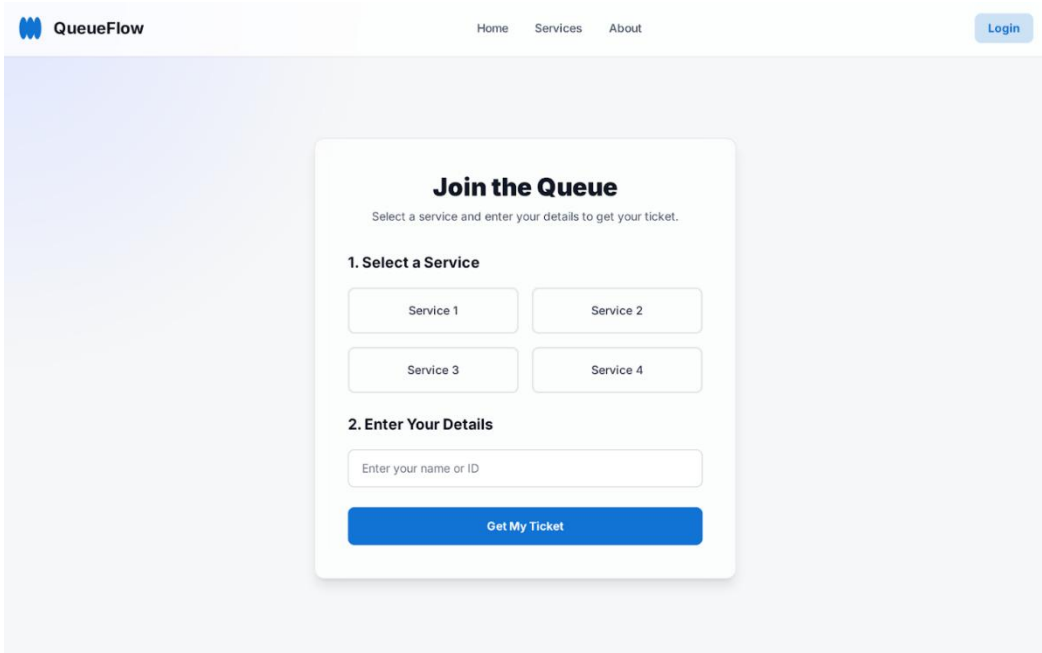 QueueFlow
Home Services About
Login
Join the Queue
Select a service and enter your details to get your ticket.
1. Select a Service
Service 1 Service 2
Service 3 Service 4
2. Enter Your Details
Enter your name or ID
Get My Ticket